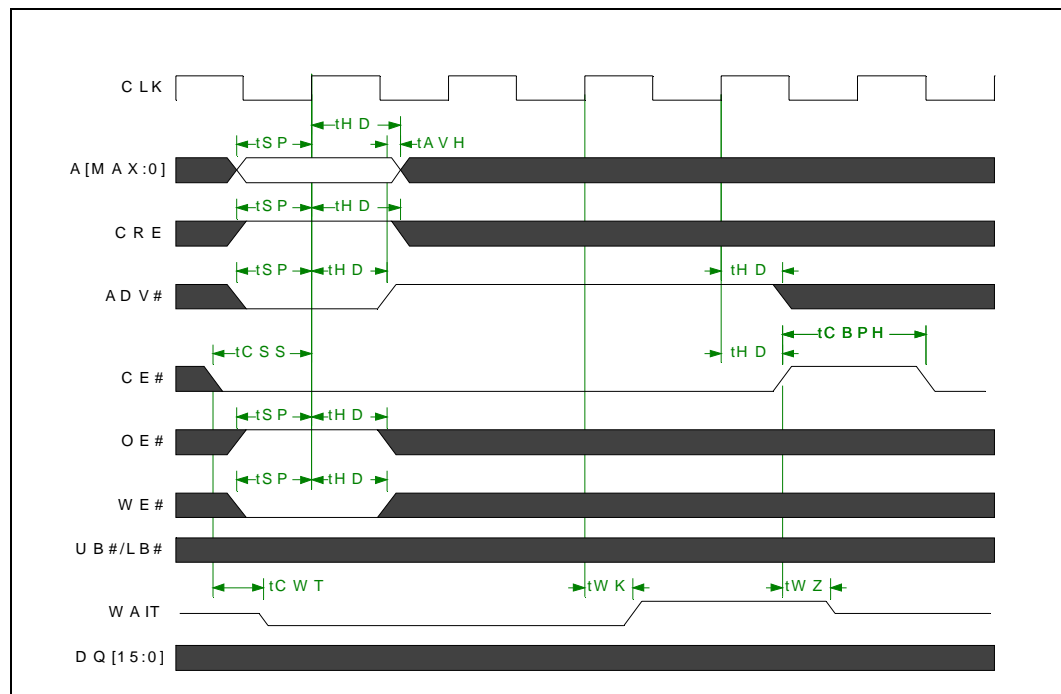 CLK
tHD
tSP
tAVH
A[MAX:0]
tSP
tHD
CRE
tSP
tHD
tHD
ADV#
tCBPH
tCSS
tHD
CE#
tSP
tHD
OE#
tSP
tHD
WE#
UB#/LB#
tCWT
tWK
tWZ
WAIT
DQ[15:0]